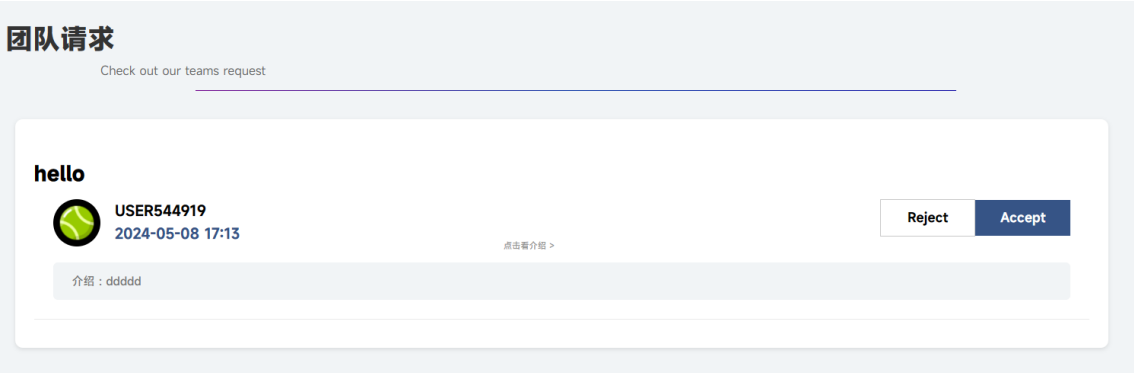 团队请求
Check out our teams request
hello
USER544919
2024-05-08 17:13
Reject
Accept
点击看介绍 >
介绍：ddddd